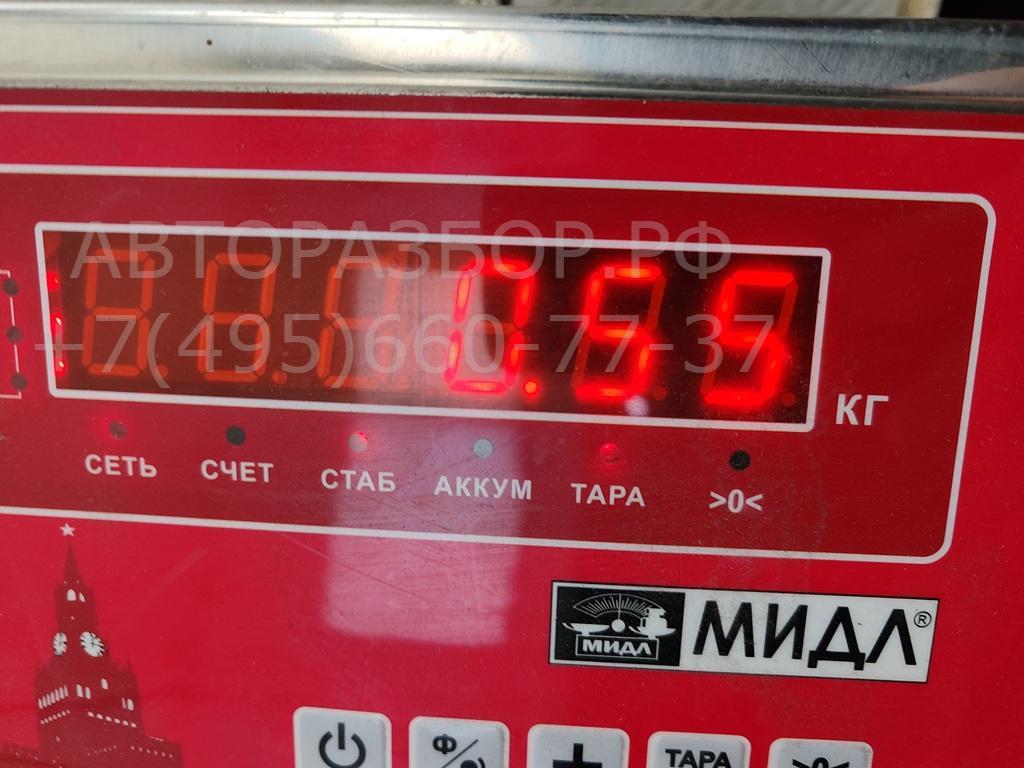 АВТОРАЗБОР.РФ
+7(495)660-77-37
0.55
КГ
СЕТЬ СЧЕТ СТАБ АККУМ ТАРА >0<
МИДЛ МИДЛ®
Ф ТАРА >0<